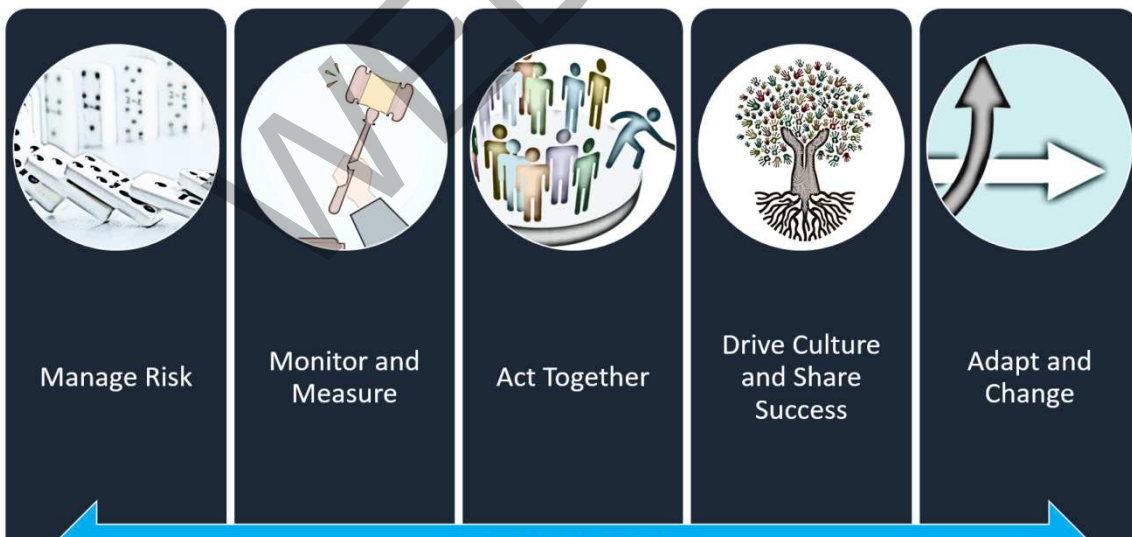 Manage Risk
Monitor and
Measure
Act Together
Drive Culture
and Share
Success
Adapt and
Change